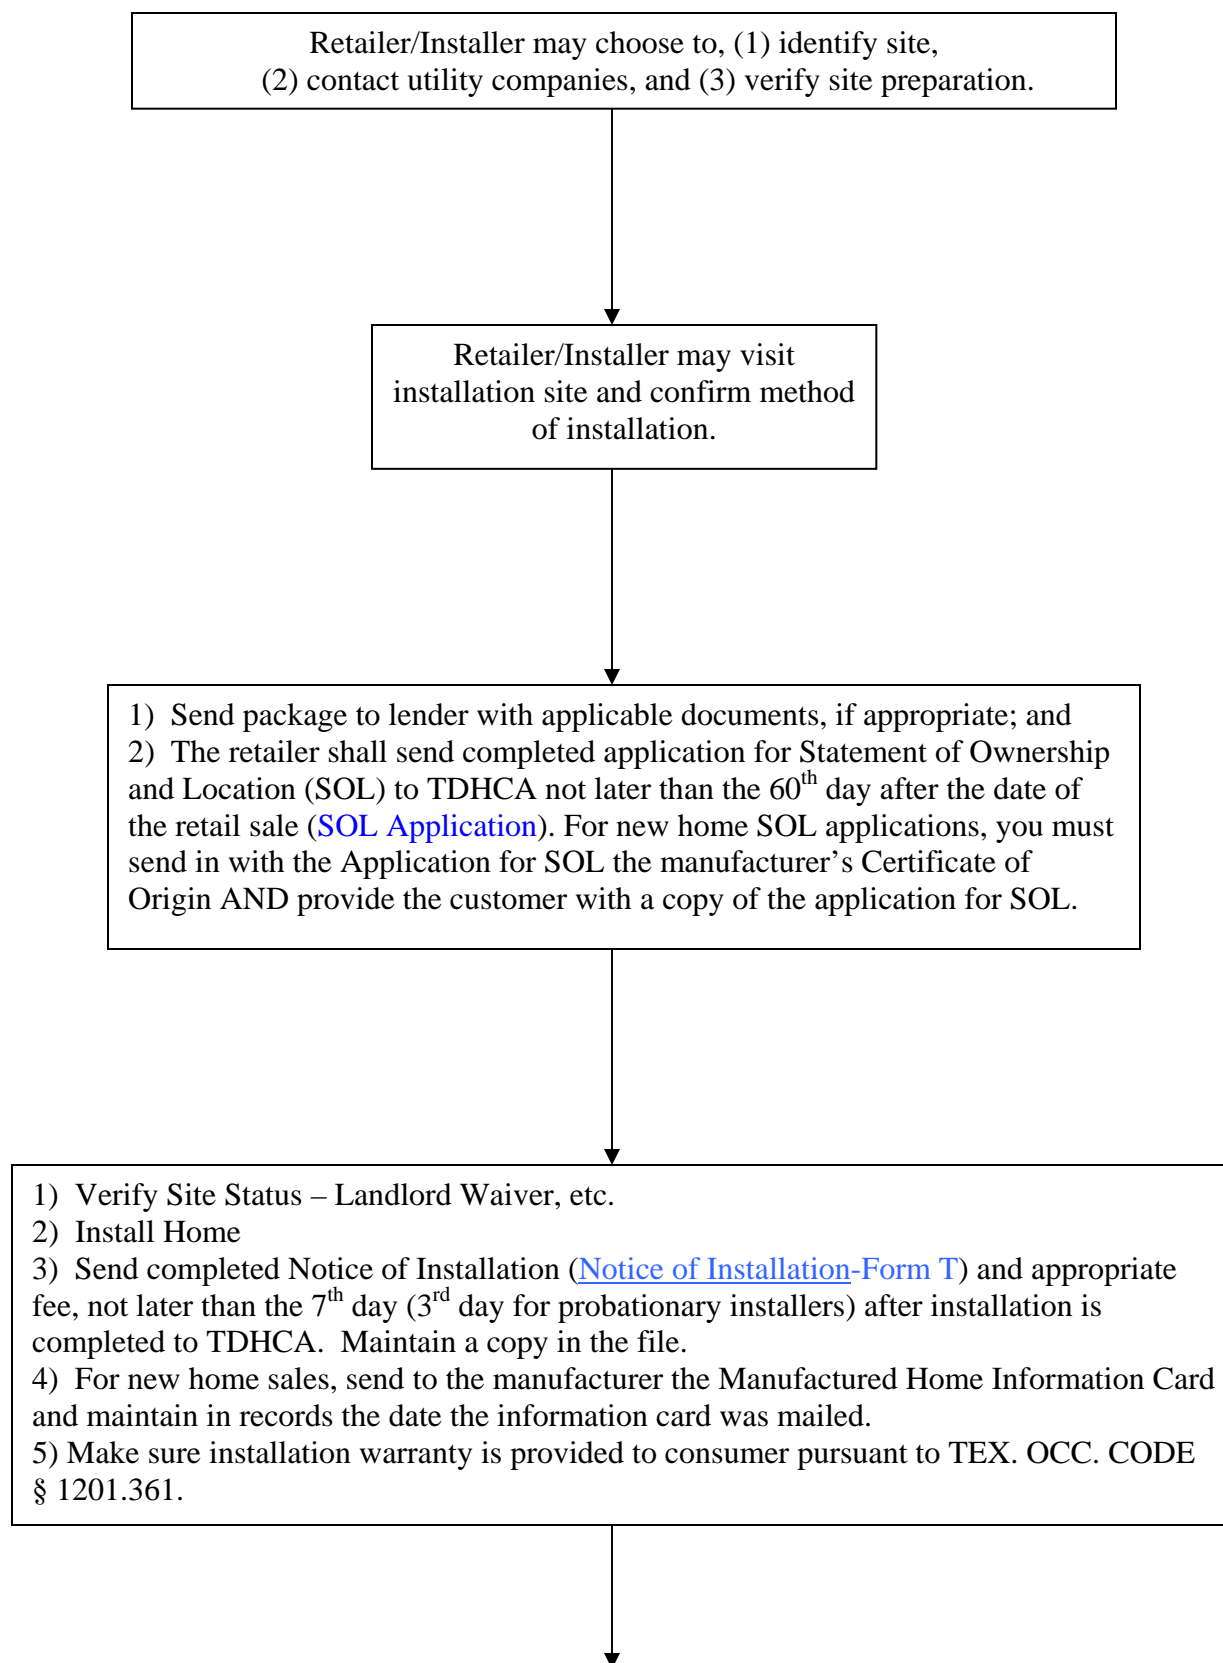 Retailer/Installer may choose to, (1) identify site,
(2) contact utility companies, and (3) verify site preparation.
Retailer/Installer may visit
installation site and confirm method
of installation.
1)  Send package to lender with applicable documents, if appropriate; and
2)  The retailer shall send completed application for Statement of Ownership
and Location (SOL) to TDHCA not later than the 60th day after the date of
the retail sale (SOL Application). For new home SOL applications, you must
send in with the Application for SOL the manufacturer’s Certificate of
Origin AND provide the customer with a copy of the application for SOL.
1)  Verify Site Status – Landlord Waiver, etc.
2)  Install Home
3)  Send completed Notice of Installation (Notice of Installation-Form T) and appropriate
fee, not later than the 7th day (3rd day for probationary installers) after installation is
completed to TDHCA.  Maintain a copy in the file.
4)  For new home sales, send to the manufacturer the Manufactured Home Information Card
and maintain in records the date the information card was mailed.
5) Make sure installation warranty is provided to consumer pursuant to TEX. OCC. CODE
§ 1201.361.